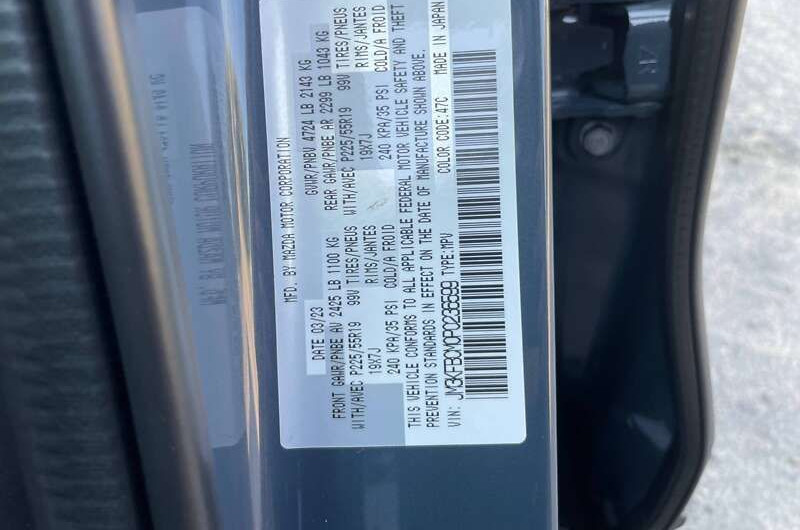 MFD. BY MAZDA MOTOR CORPORATION
DATE 03/23 GVWR/PNBV 4724 LB 2143 KG
FRONT GAWR/PNBE AV 2425 LB 1100 KG REAR GAWR/PNBE AR 2299 LB 1043 KG
WITH/AVEC P225/55R19 99V TIRES/PNEUS WITH/AVEC P225/55R19 99V TIRES/PNEUS
19X7J RIMS/JANTES 19X7J RIMS/JANTES
240 KPA/35 PSI COLD/A FROID 240 KPA/35 PSI COLD/A FROID
THIS VEHICLE CONFORMS TO ALL APPLICABLE FEDERAL MOTOR VEHICLE SAFETY AND THEFT
PREVENTION STANDARDS IN EFFECT ON THE DATE OF MANUFACTURE SHOWN ABOVE.
VIN: TYPE:MPV COLOR CODE:47C MADE IN JAPAN